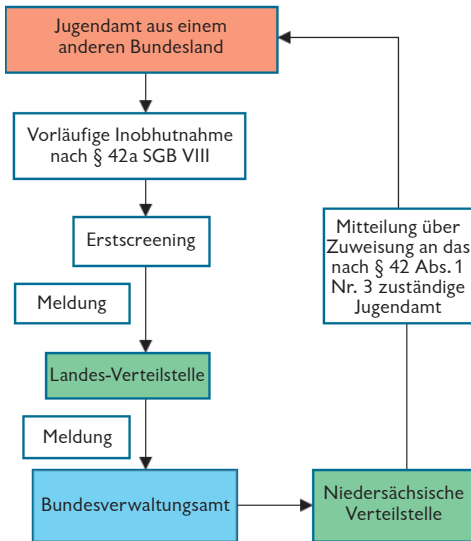 Jugendamt aus einem
anderen Bundesland
Vorläufige Inobhutnahme
nach § 42a SGB VIII
Erstscreening
Meldung
Landes-Verteilstelle
Meldung
Bundesverwaltungsamt
Niedersächsische
Verteilstelle
Mitteilung über
Zuweisung an das
nach § 42 Abs. 1
Nr. 3 zuständige
Jugendamt